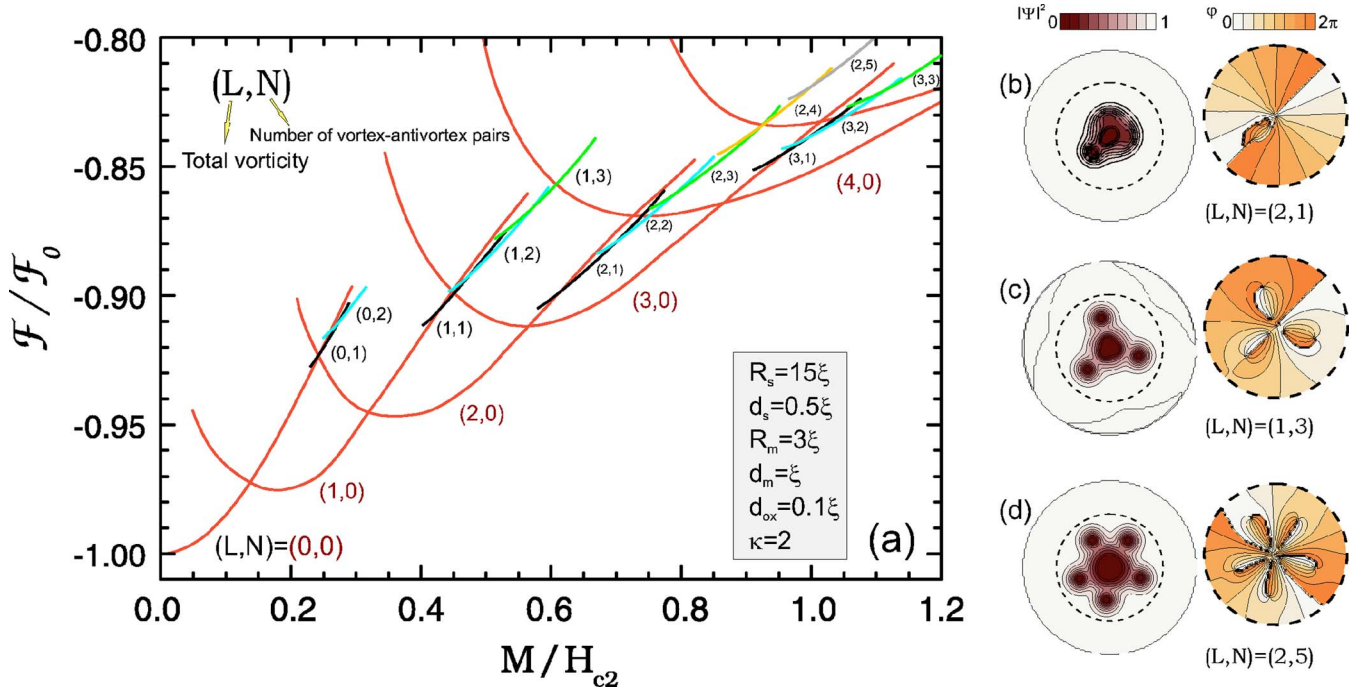 -0.80
-0.85
-0.90
-0.95
-1.00
ℱ/ℱ₀
0.0 0.2 0.4 0.6 0.8 1.0 1.2
M/H_c2
(L,N)
Number of vortex-antivortex pairs
Total vorticity
(L,N)=(0,0)
(1,0)
(2,0)
(3,0)
(4,0)
(0,1)
(0,2)
(1,1)
(1,2)
(1,3)
(2,1)
(2,2)
(2,3)
(2,4)
(2,5)
(3,1)
(3,2)
(3,3)
R_s=15ξ
d_s=0.5ξ
R_m=3ξ
d_m=ξ
d_ox=0.1ξ
κ=2
(a)
|Ψ|² 0 1
φ 0 2π
(b)
(L,N)=(2,1)
(c)
(L,N)=(1,3)
(d)
(L,N)=(2,5)